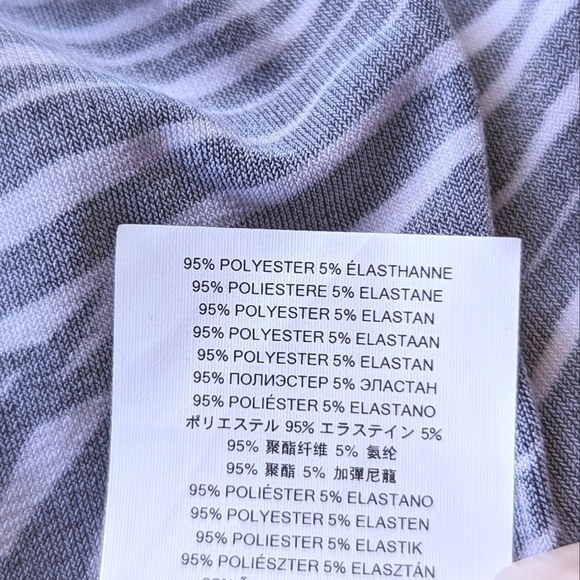 95% POLYESTER 5% ÉLASTHANNE
95% POLIESTERE 5% ELASTANE
95% POLYESTER 5% ELASTAN
95% POLYESTER 5% ELASTAAN
95% POLYESTER 5% ELASTAN
95% ПОЛИЭСТЕР 5% ЭЛАСТАН
95% POLIÉSTER 5% ELASTANO
ポリエステル 95% エラステイン 5%
95% 聚酯纤维 5% 氨纶
95% 聚酯 5% 加彈尼龍
95% POLIÉSTER 5% ELASTANO
95% POLYESTER 5% ELASTEN
95% POLYESTER 5% ELASTIK
95% POLIÉSZTER 5% ELASZTÁN